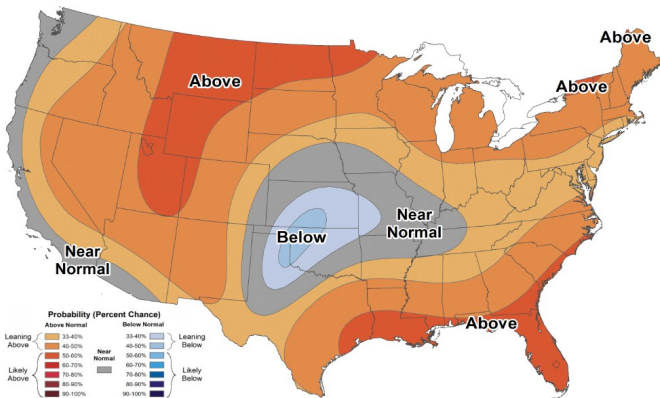 Above
Above
Above
Near
Normal
Below
Near
Normal
Above
Probability (Percent Chance)
Above Normal
Below Normal
Leaning
Above
33-40%
40-50%
50-60%
Likely
Above
60-70%
70-80%
80-90%
90-100%
Near
Normal
33-40%
40-50%
50-60%
60-70%
70-80%
80-90%
90-100%
Leaning
Below
Likely
Below